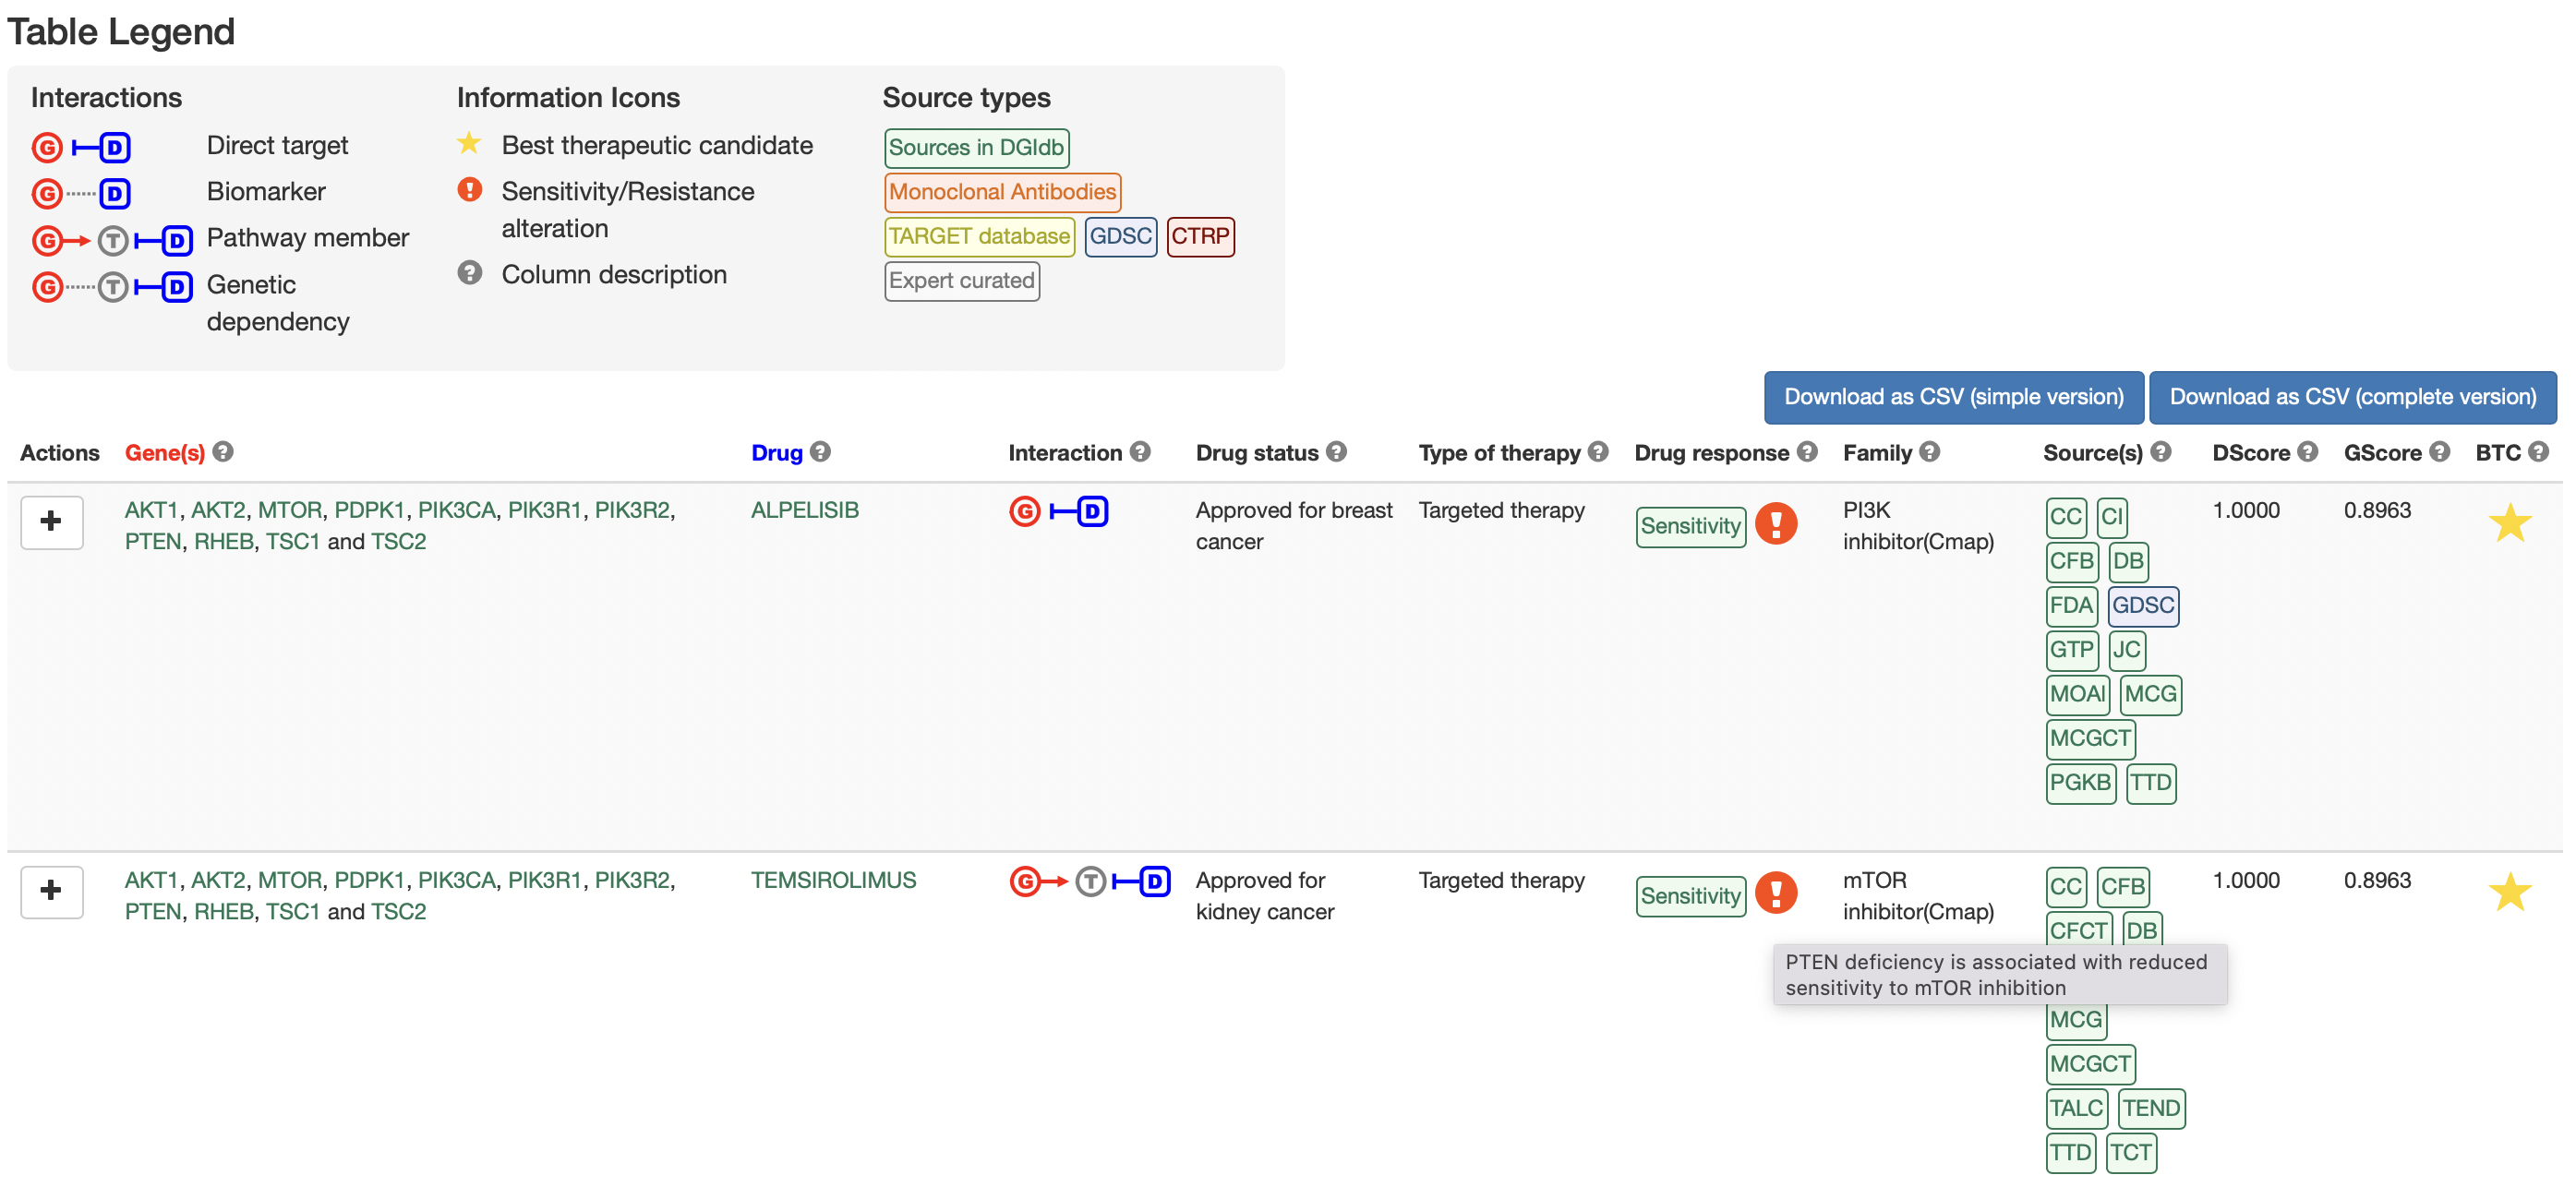 Table Legend
Interactions
G D Direct target
G D Biomarker
G T D Pathway member
G T D Genetic
dependency
Information Icons
Best therapeutic candidate
! Sensitivity/Resistance
alteration
? Column description
Source types
Sources in DGIdb
Monoclonal Antibodies
TARGET database GDSC CTRP
Expert curated
Download as CSV (simple version) Download as CSV (complete version)
Actions Gene(s) ? Drug ? Interaction ? Drug status ? Type of therapy ? Drug response ? Family ? Source(s) ? DScore ? GScore ? BTC ?
+
AKT1, AKT2, MTOR, PDPK1, PIK3CA, PIK3R1, PIK3R2,
PTEN, RHEB, TSC1 and TSC2
ALPELISIB
G D
Approved for breast
cancer
Targeted therapy
Sensitivity !
PI3K
inhibitor(Cmap)
CC CI
CFB DB
FDA GDSC
GTP JC
MOAl MCG
MCGCT
PGKB TTD
1.0000
0.8963
+
AKT1, AKT2, MTOR, PDPK1, PIK3CA, PIK3R1, PIK3R2,
PTEN, RHEB, TSC1 and TSC2
TEMSIROLIMUS
G T D
Approved for
kidney cancer
Targeted therapy
Sensitivity !
mTOR
inhibitor(Cmap)
CC CFB
CFCT DB
PTEN deficiency is associated with reduced
sensitivity to mTOR inhibition
MCG
MCGCT
TALC TEND
TTD TCT
1.0000
0.8963